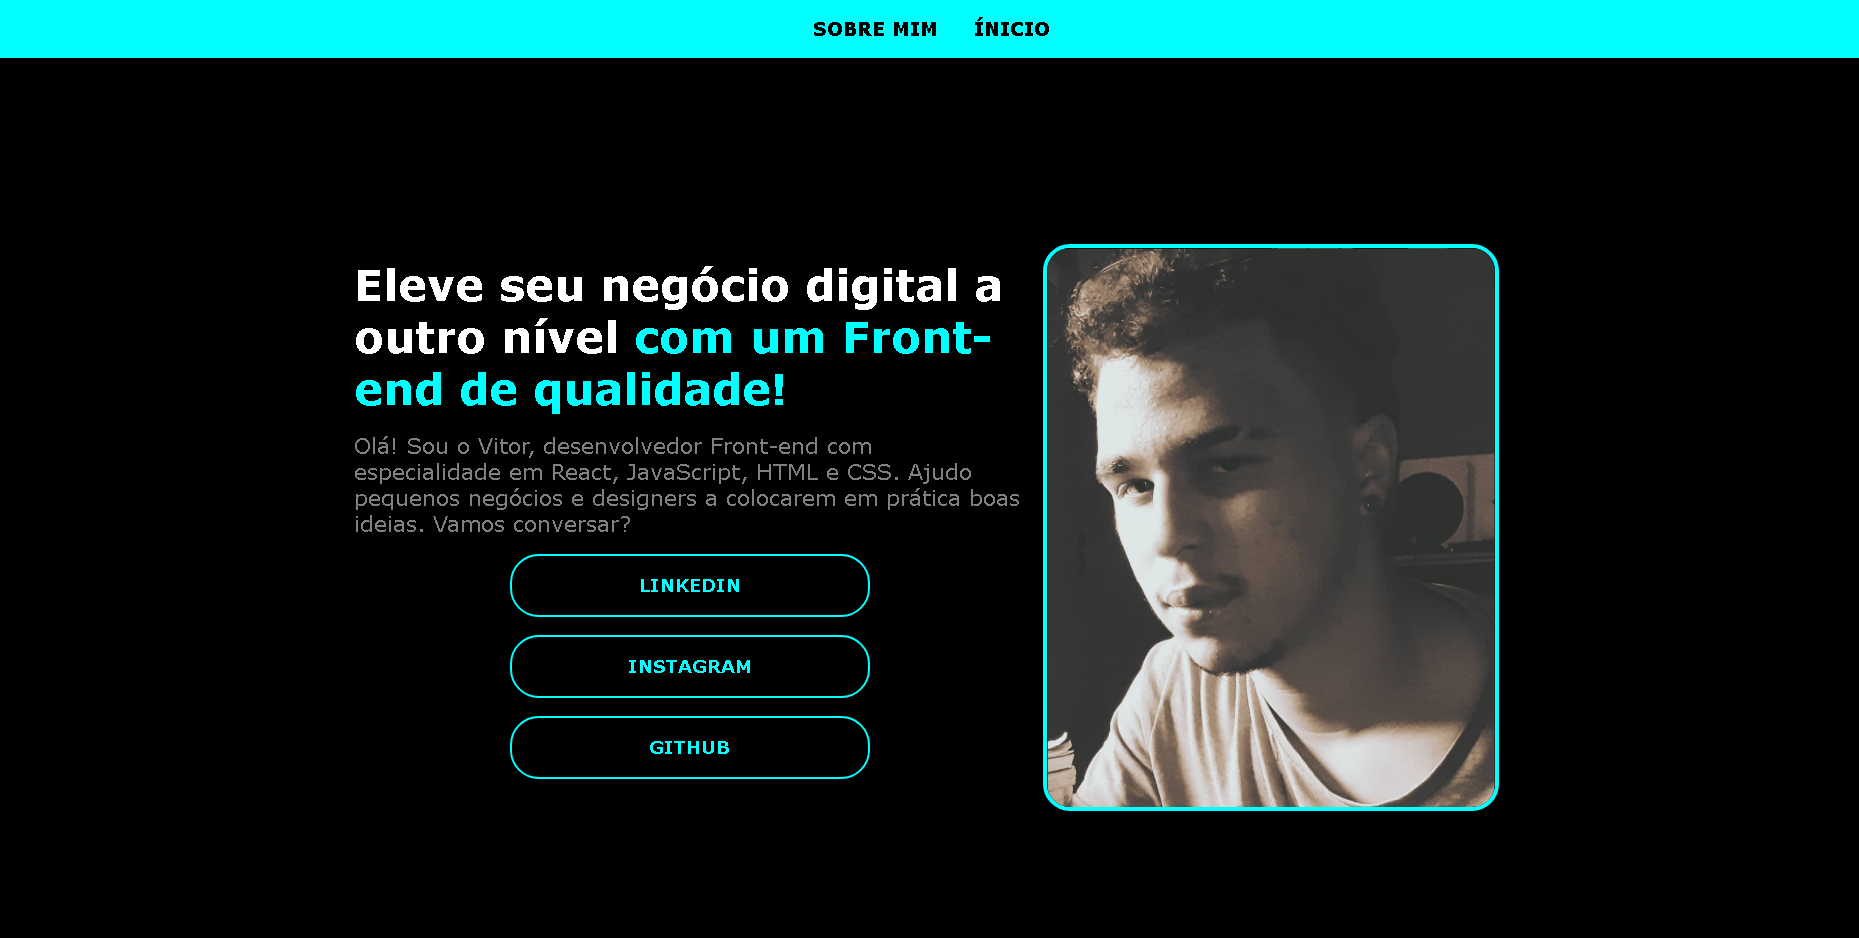 SOBRE MIM ÍNICIO
Eleve seu negócio digital a
outro nível com um Front-
end de qualidade!
Olá! Sou o Vitor, desenvolvedor Front-end com
especialidade em React, JavaScript, HTML e CSS. Ajudo
pequenos negócios e designers a colocarem em prática boas
ideias. Vamos conversar?
LINKEDIN
INSTAGRAM
GITHUB